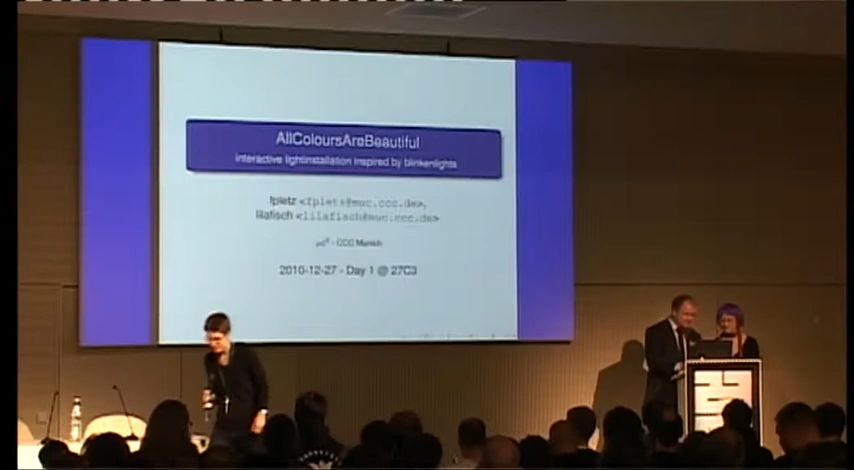 AllColoursAreBeautiful
interactive lightinstallation inspired by blinkenlights
fpletz <fpletz@muc.ccc.de>,
lilafisch <lilafisch@muc.ccc.de>
μc³ - CCC Munich
2010-12-27 - Day 1 @ 27C3